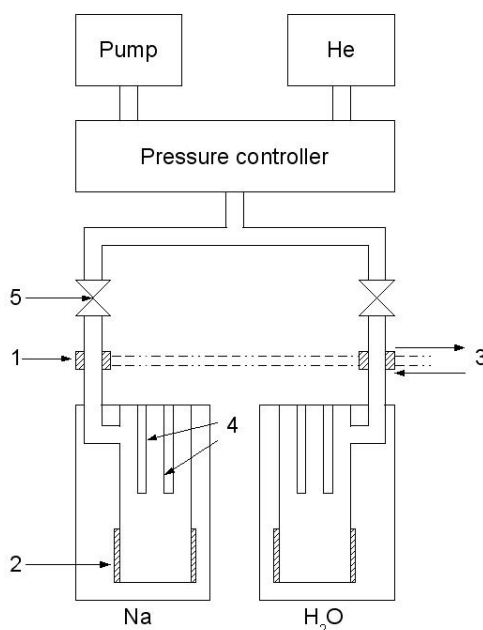 Pump
He
Pressure controller
5
1
3
4
2
Na
H₂O